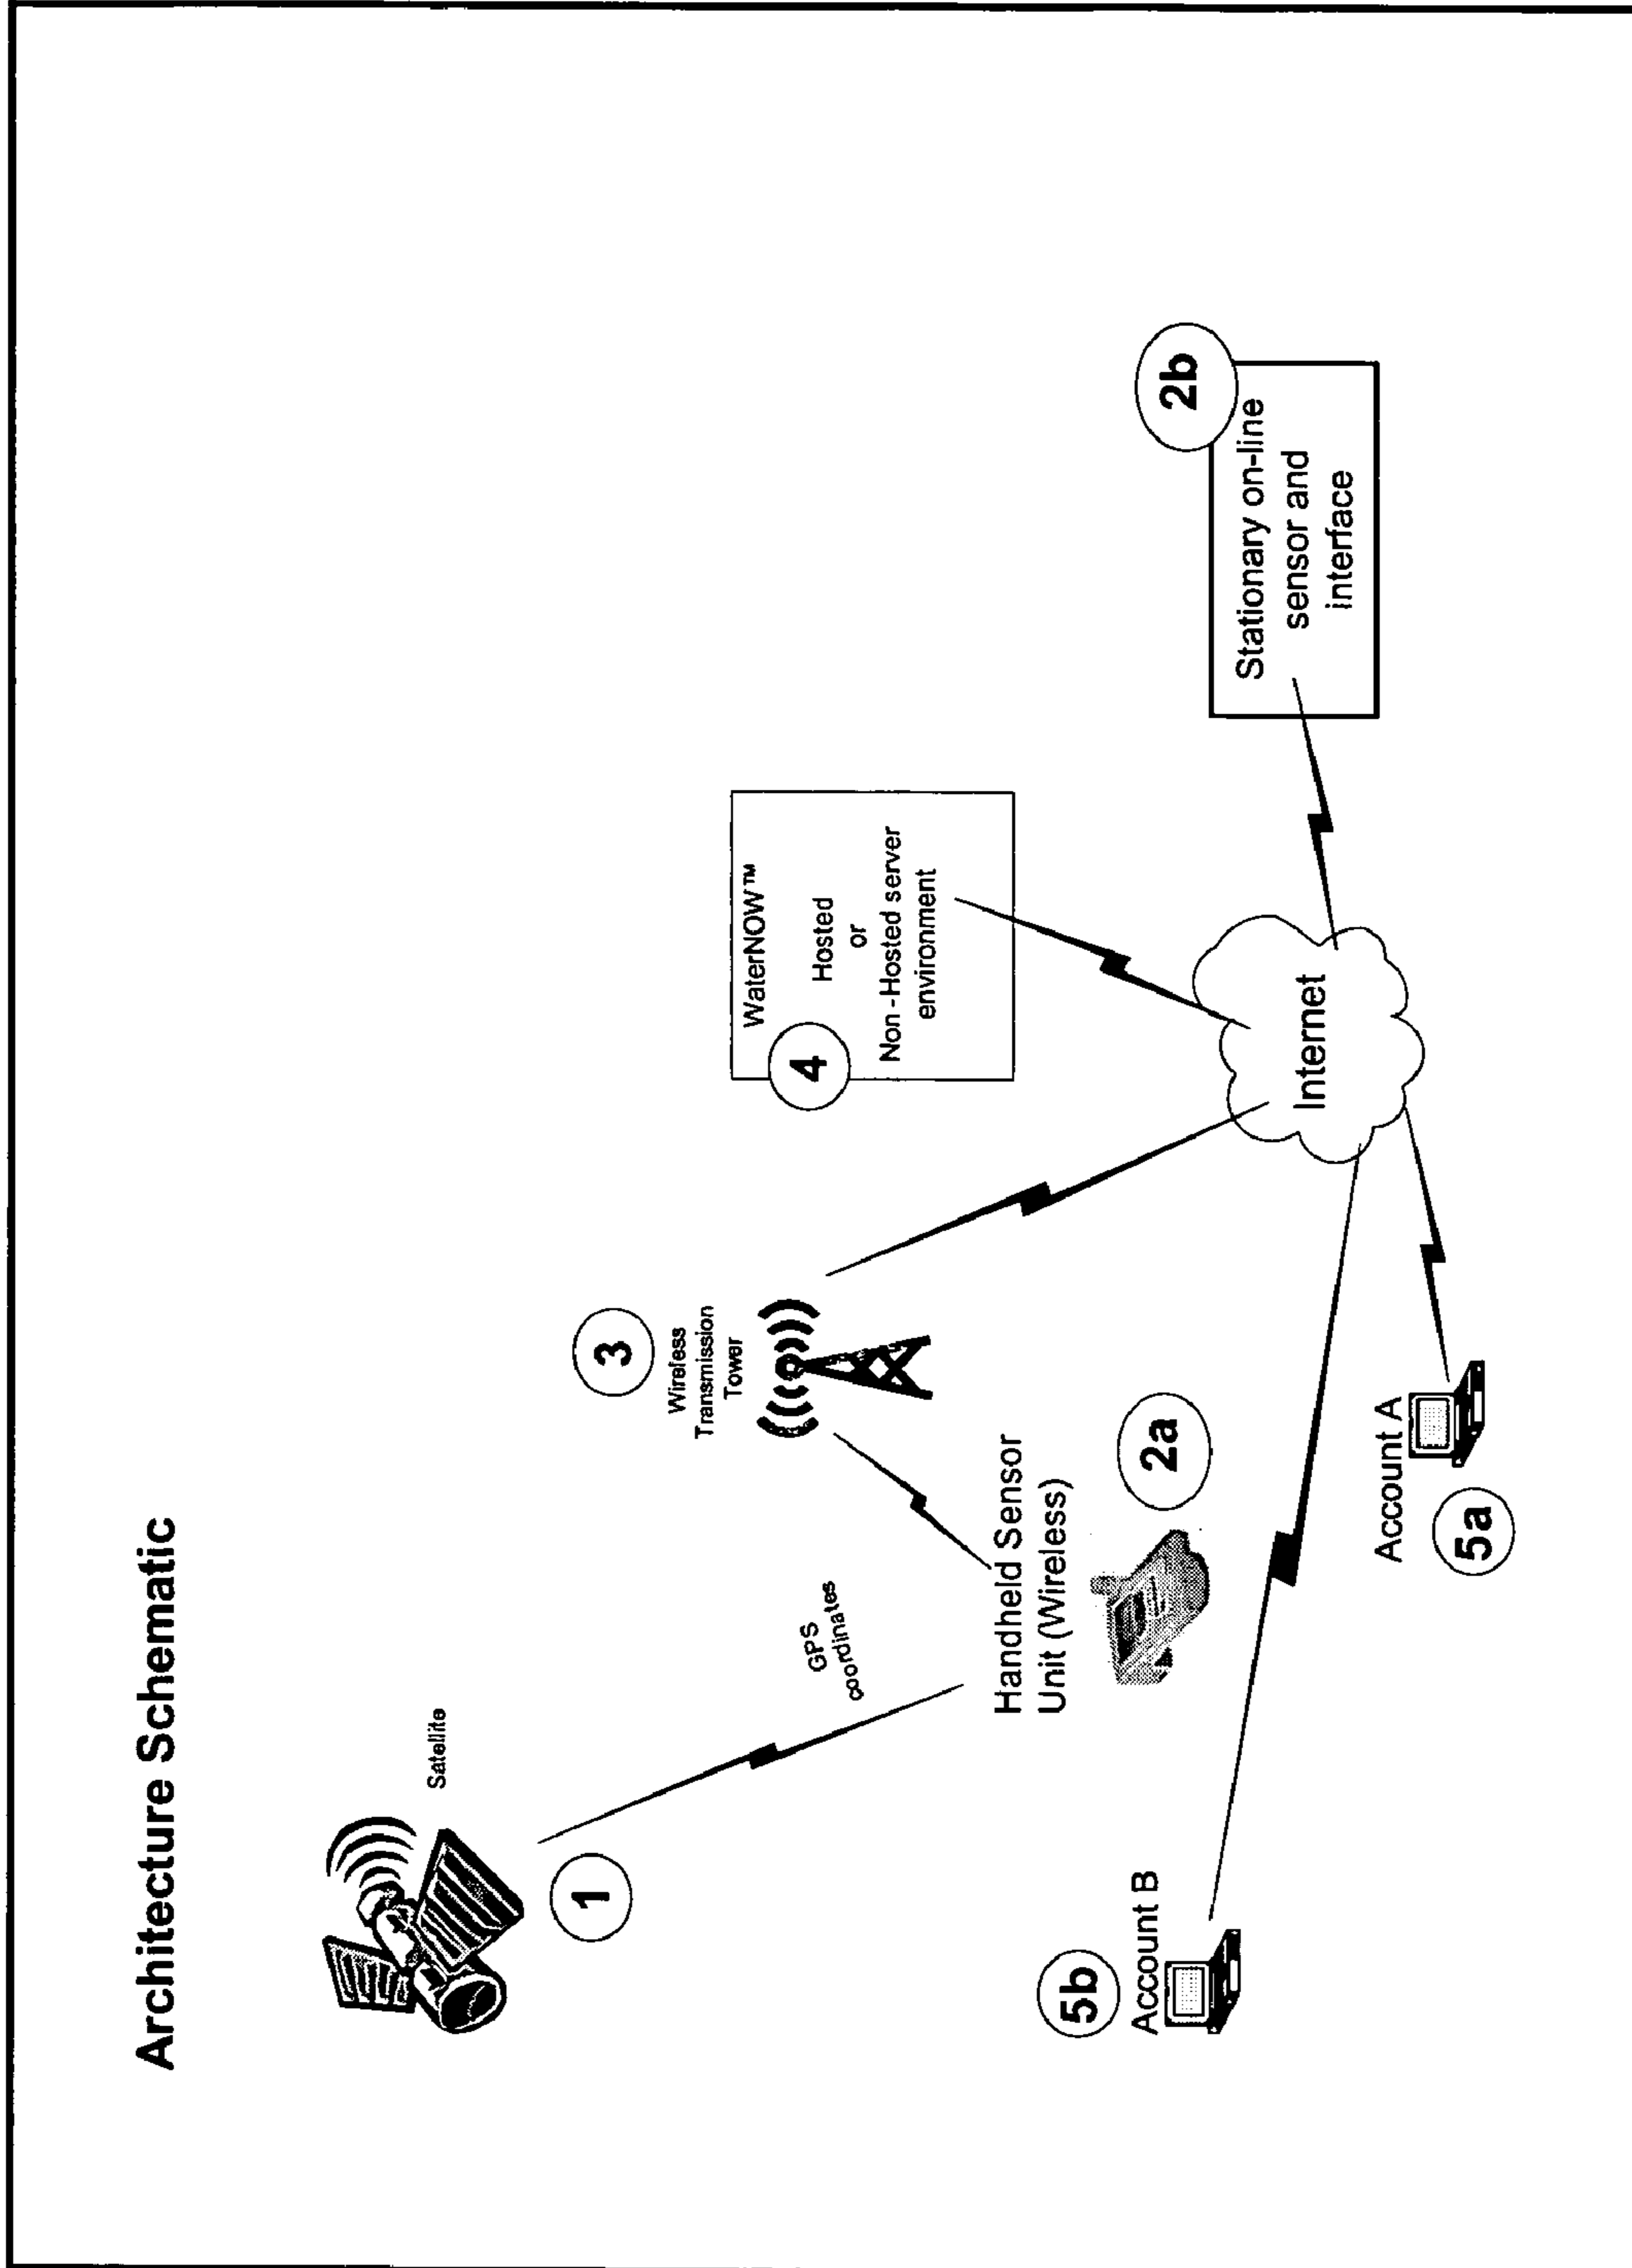 Architecture Schematic
Satellite
1
GPS
coordinates
3
Wireless
Transmission
Tower
Handheld Sensor
Unit (Wireless)
2a
WaterNOW™
4
Hosted
or
Non-Hosted server
environment
2b
Stationary on-line
sensor and
interface
Internet
5b
Account B
Account A
5a